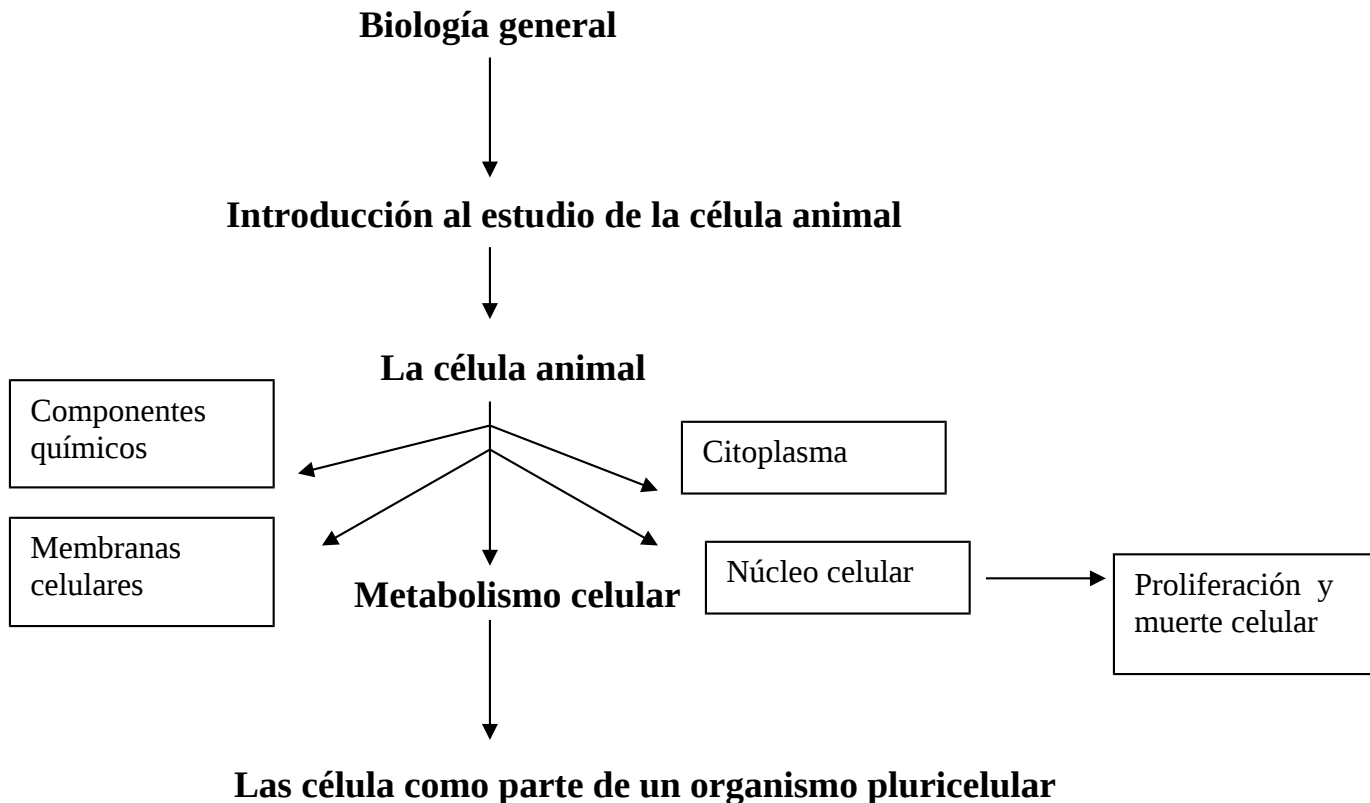 Biología general
Introducción al estudio de la célula animal
La célula animal
Componentes
químicos
Citoplasma
Membranas
celulares
Metabolismo celular
Núcleo celular
Proliferación y
muerte celular
Las célula como parte de un organismo pluricelular